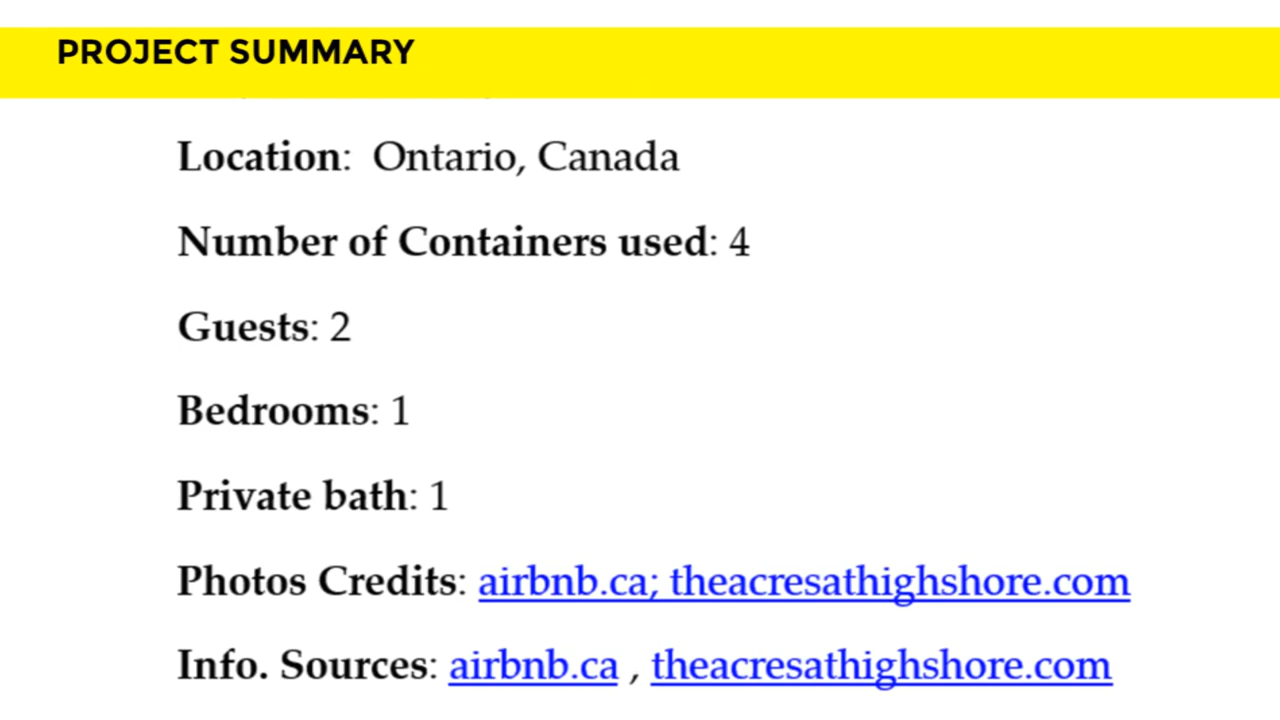 PROJECT SUMMARY
Location: Ontario, Canada
Number of Containers used: 4
Guests: 2
Bedrooms: 1
Private bath: 1
Photos Credits: airbnb.ca; theacresathighshore.com
Info. Sources: airbnb.ca , theacresathighshore.com